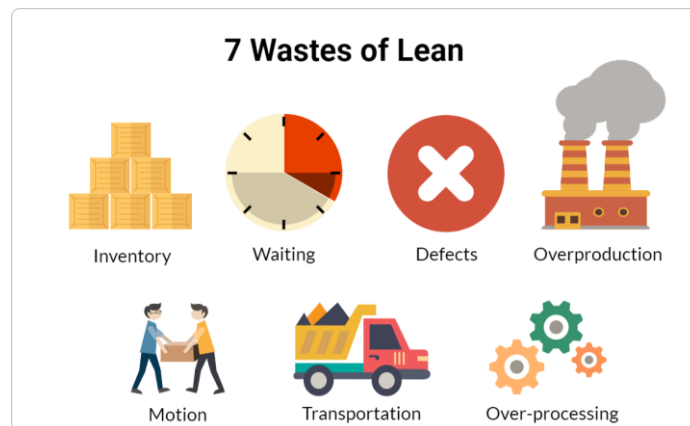 7 Wastes of Lean
Inventory
Waiting
Defects
Overproduction
Motion
Transportation
Over-processing